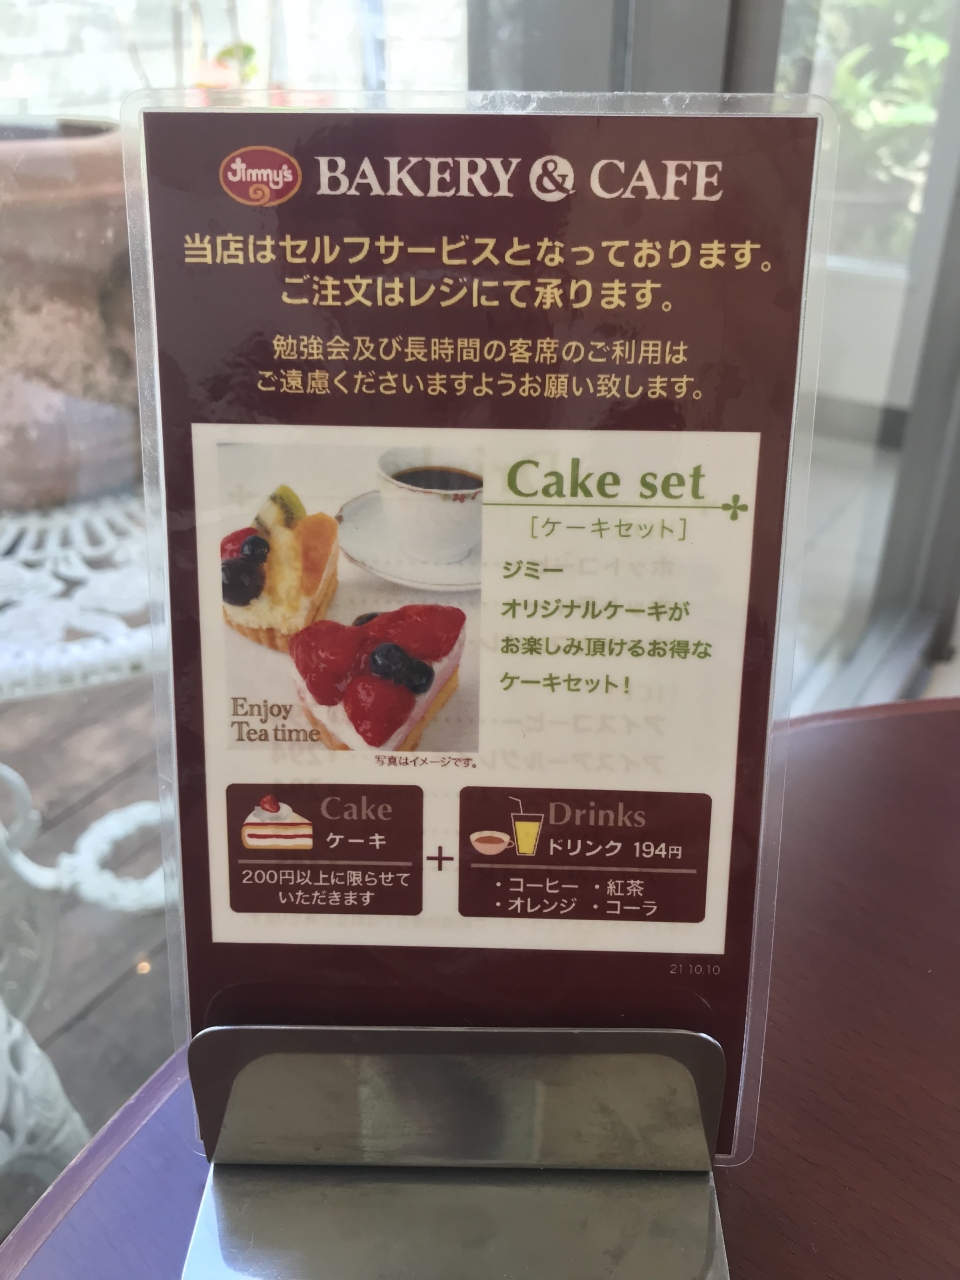 Jimmy's BAKERY & CAFE
当店はセルフサービスとなっております。
ご注文はレジにて承ります。
勉強会及び長時間の客席のご利用は
ご遠慮くださいますようお願い致します。
Cake set
[ケーキセット]
ジミー
オリジナルケーキが
お楽しみ頂けるお得な
ケーキセット!
Enjoy
Tea time
写真はイメージです。
Cake
ケーキ
200円以上に限らせて
いただきます
+
Drinks
ドリンク 194円
・コーヒー ・紅茶
・オレンジ ・コーラ
21.10.10